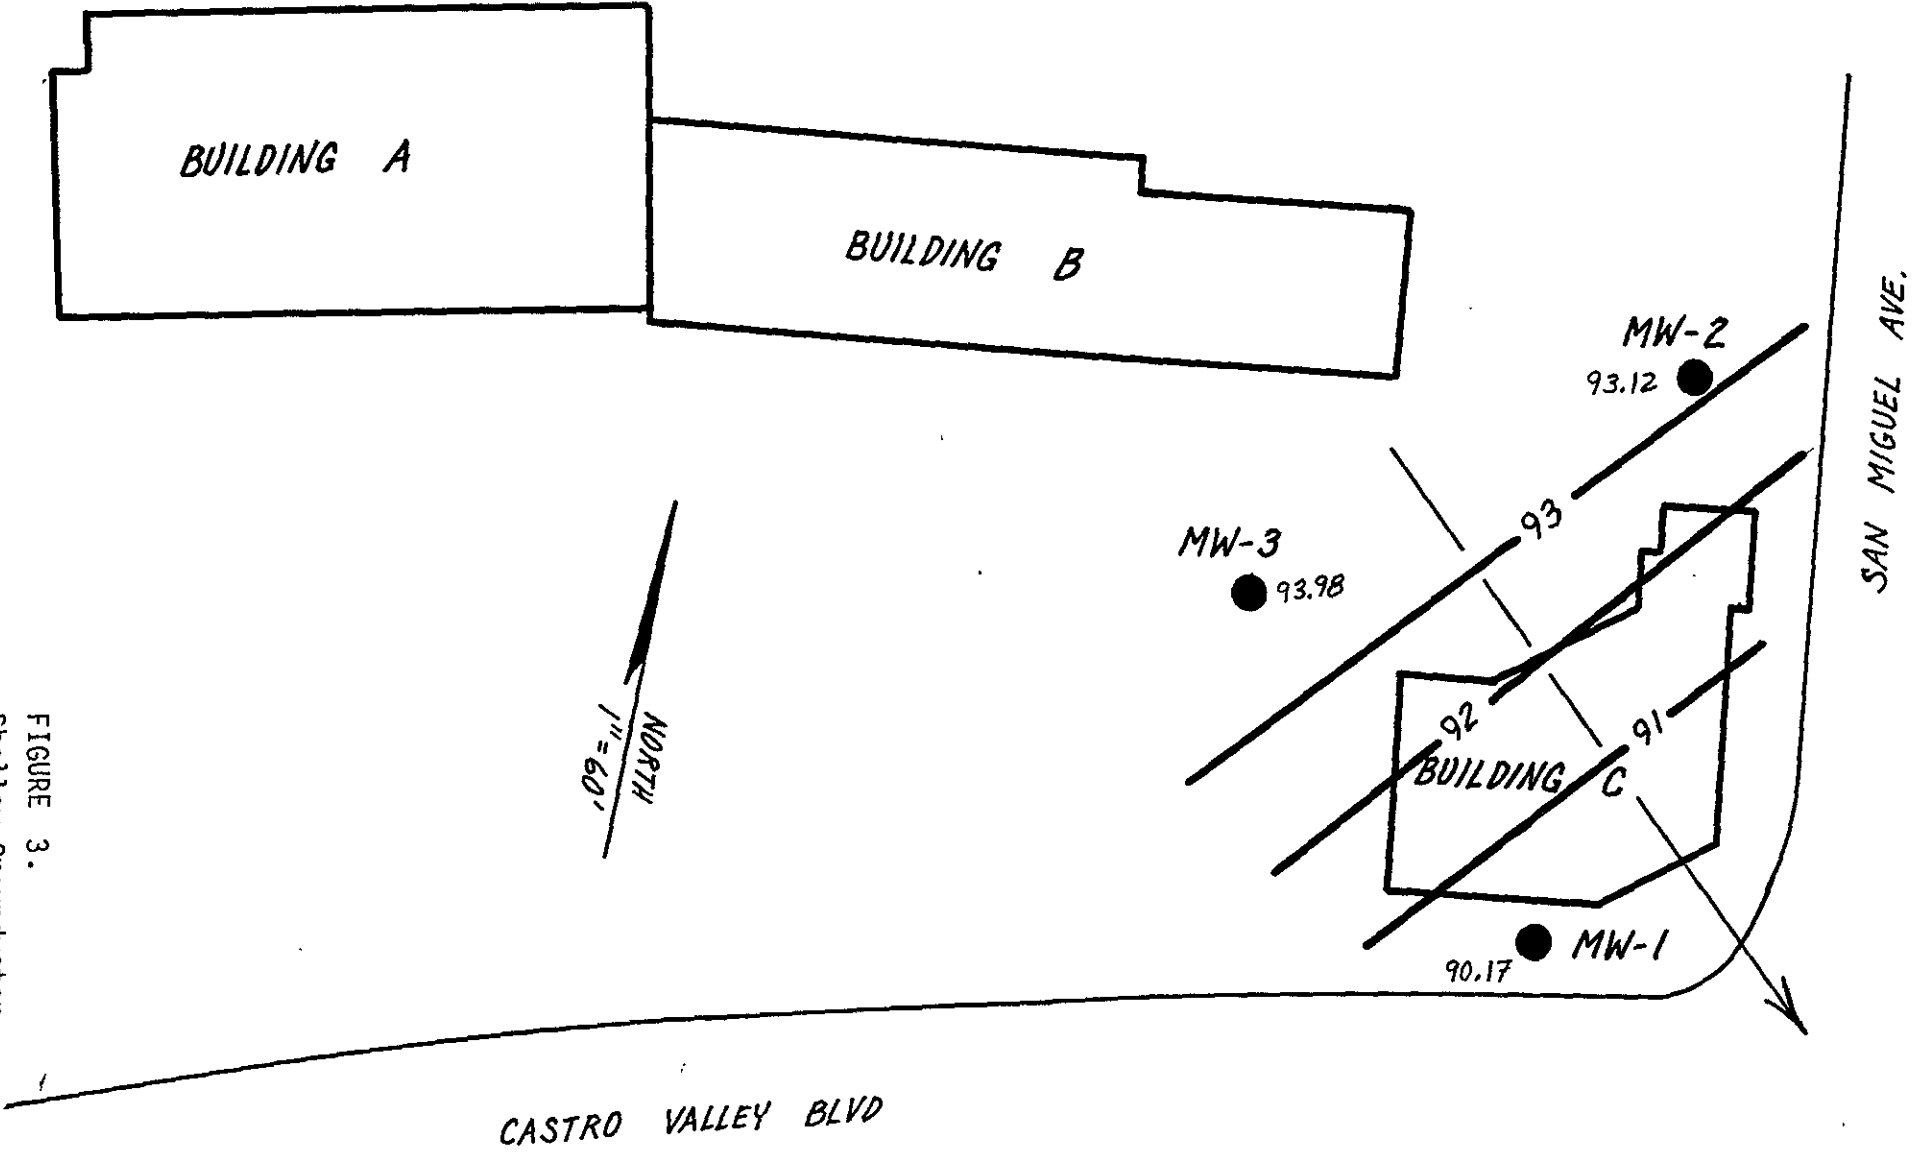 BUILDING A
BUILDING B
MW-2
93.12
SAN MIGUEL AVE.
93
MW-3
93.98
92
91
BUILDING C
NORTH
1"=60'
MW-1
90.17
CASTRO VALLEY BLVD
FIGURE 3.